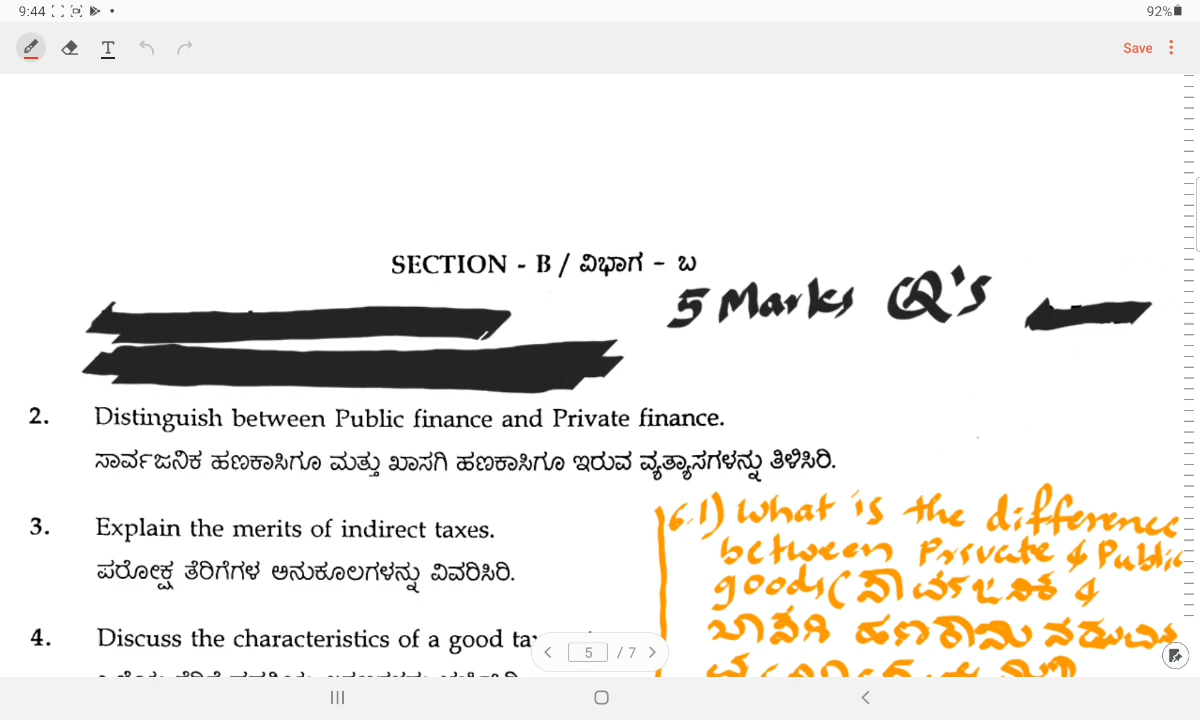 9:44
92%
T
Save
SECTION - B / ವಿಭಾಗ - ಬ
5 Marks Q's
2. Distinguish between Public finance and Private finance.
ಸಾರ್ವಜನಿಕ ಹಣಕಾಸಿಗೂ ಮತ್ತು ಖಾಸಗಿ ಹಣಕಾಸಿಗೂ ಇರುವ ವ್ಯತ್ಯಾಸಗಳನ್ನು ತಿಳಿಸಿರಿ.
3. Explain the merits of indirect taxes.
ಪರೋಕ್ಷ ತೆರಿಗೆಗಳ ಅನುಕೂಲಗಳನ್ನು ವಿವರಿಸಿರಿ.
4. Discuss the characteristics of a good
6.1) What is the difference
between Private & Public
goods (
5 / 7